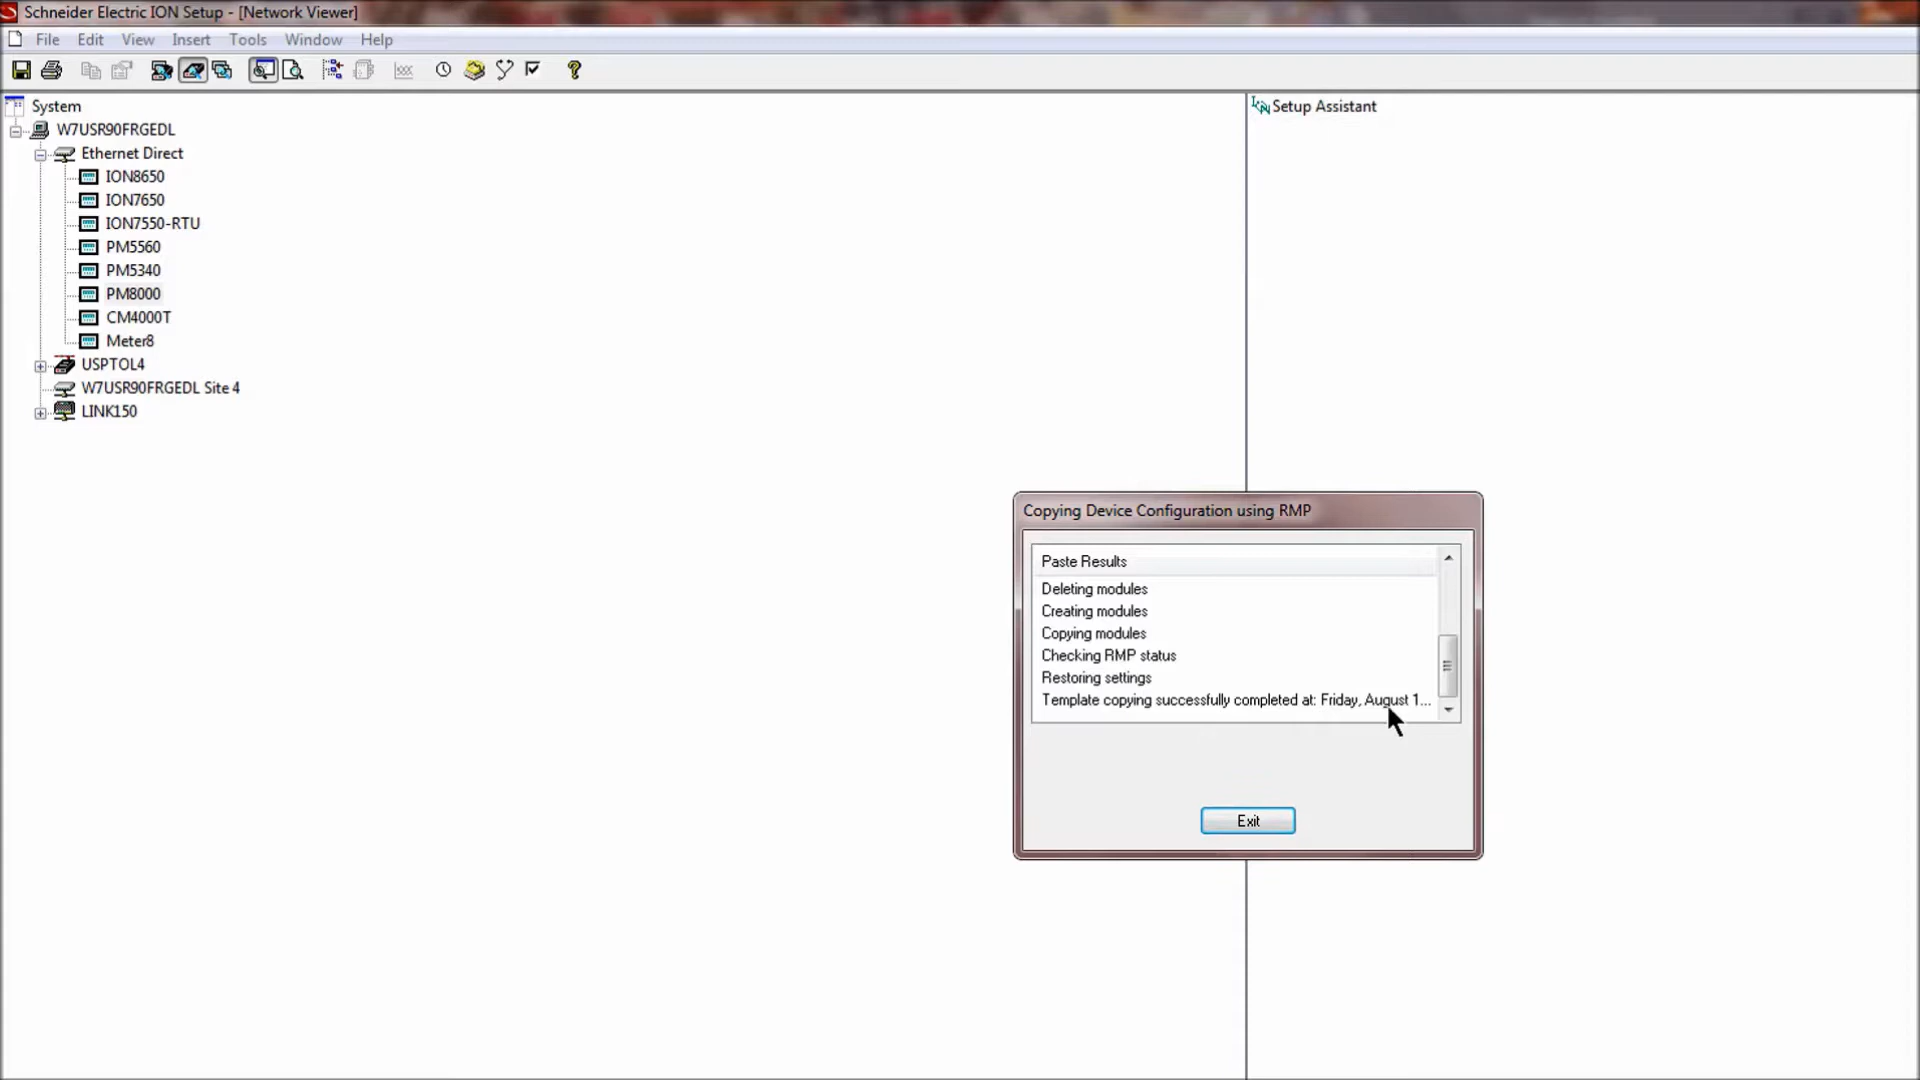 Schneider Electric ION Setup - [Network Viewer]
File Edit View Insert Tools Window Help
System
W7USR90FRGEDL
Ethernet Direct
ION8650
ION7650
ION7550-RTU
PM5560
PM5340
PM8000
CM4000T
Meter8
USPTOL4
W7USR90FRGEDL Site 4
LINK150
Setup Assistant
Copying Device Configuration using RMP
Paste Results
Deleting modules
Creating modules
Copying modules
Checking RMP status
Restoring settings
Template copying successfully completed at: Friday, August 1...
Exit